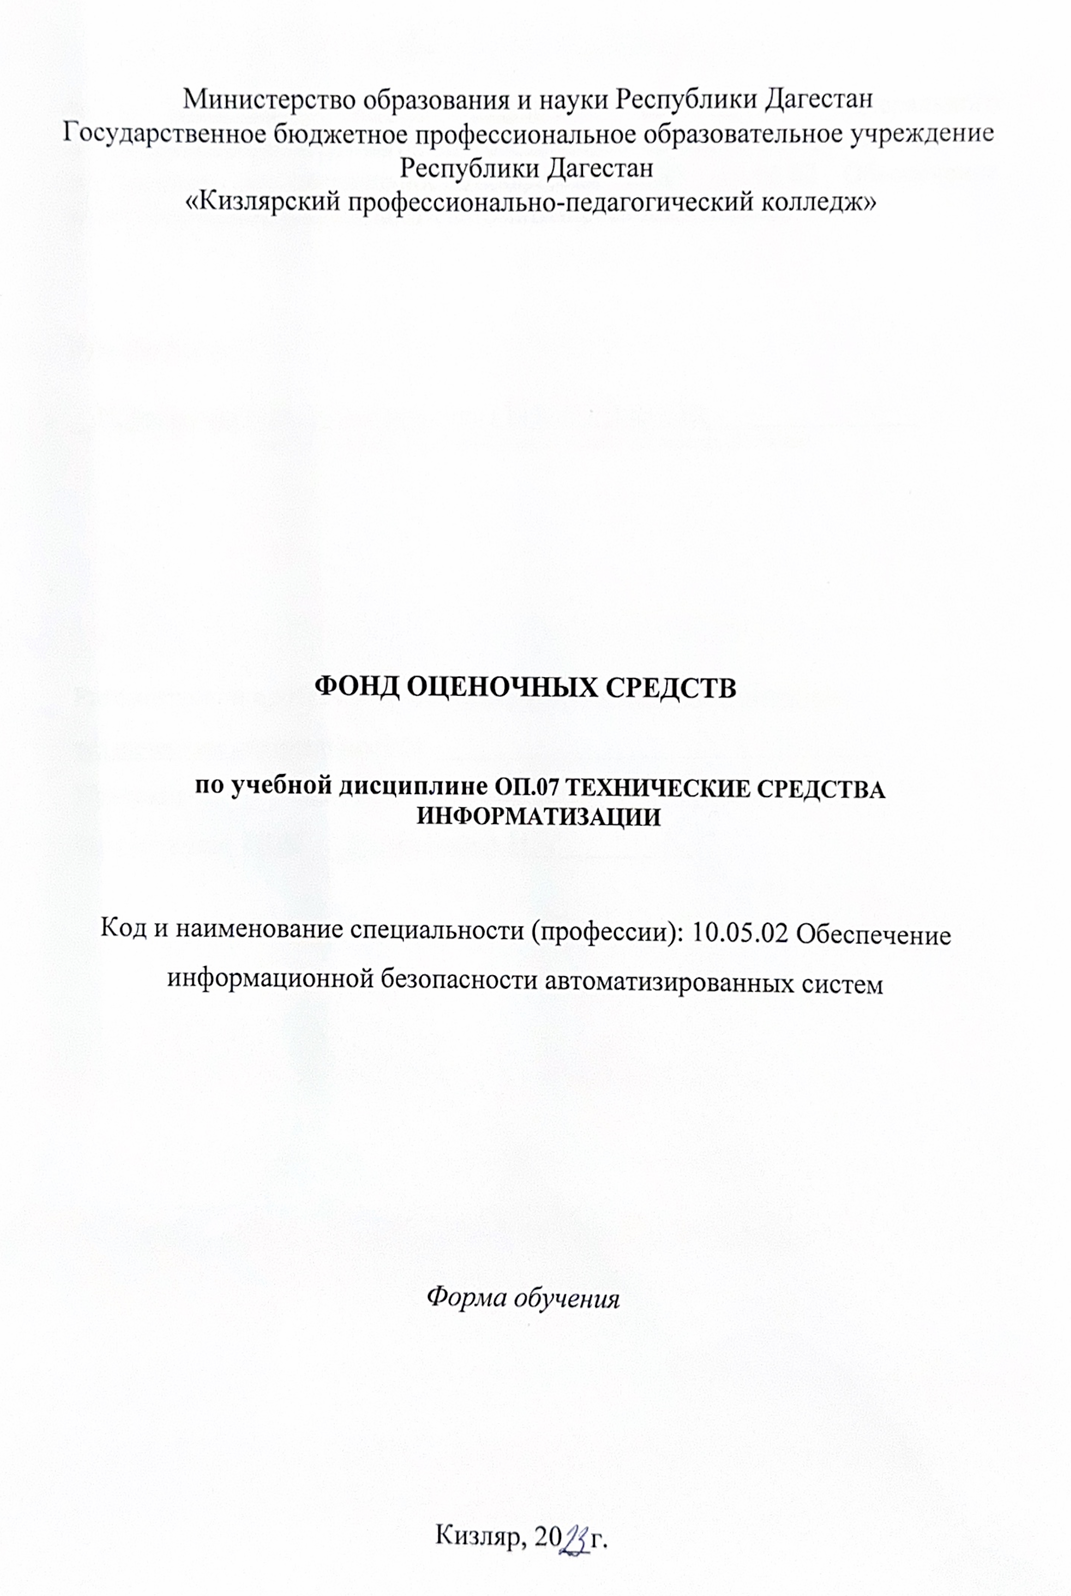 Министерство образования и науки Республики Дагестан
Государственное бюджетное профессиональное образовательное учреждение
Республики Дагестан
«Кизлярский профессионально-педагогический колледж»
ФОНД ОЦЕНОЧНЫХ СРЕДСТВ
по учебной дисциплине ОП.07 ТЕХНИЧЕСКИЕ СРЕДСТВА
ИНФОРМАТИЗАЦИИ
Код и наименование специальности (профессии): 10.05.02 Обеспечение
информационной безопасности автоматизированных систем
Форма обучения
Кизляр, 2023г.